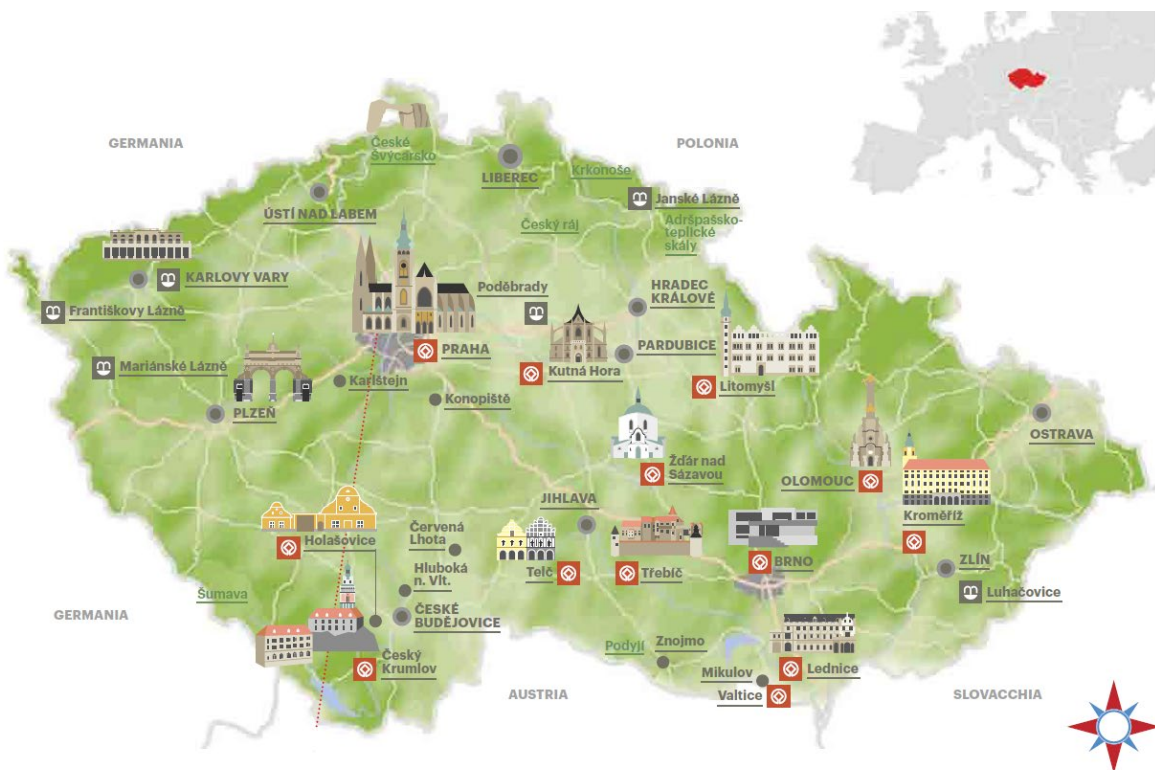 GERMANIA
POLONIA
České
Švýcarsko
LIBEREC
Krkonoše
Janské Lázně
ÚSTÍ NAD LABEM
Český ráj
Adršpašsko-
teplické
skály
KARLOVY VARY
Františkovy Lázně
Poděbrady
HRADEC
KRÁLOVÉ
PRAHA
PARDUBICE
Mariánské Lázně
Kutná Hora
Karlštejn
Litomyšl
Konopiště
PLZEŇ
OSTRAVA
Žďár nad
Sázavou
OLOMOUC
JIHLAVA
Kroměříž
Holašovice
Červená
Lhota
Telč
Třebíč
BRNO
ZLÍN
Hluboká
n. Vlt.
Luhačovice
Šumava
GERMANIA
ČESKÉ
BUDĚJOVICE
Podyjí
Znojmo
Český
Krumlov
Mikulov
Lednice
Valtice
AUSTRIA
SLOVACCHIA